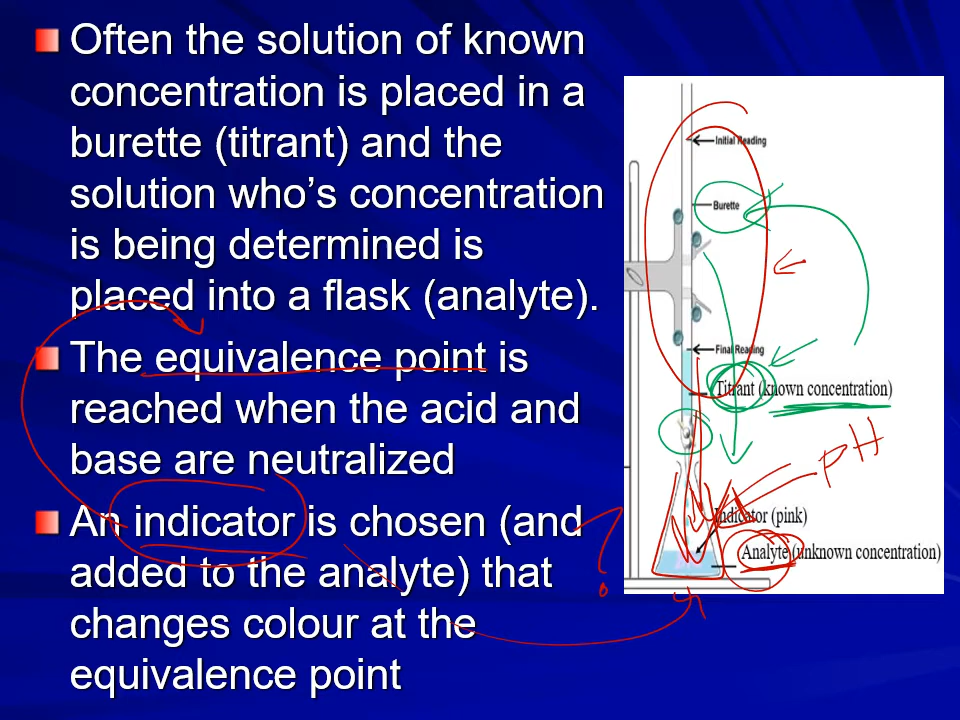 Often the solution of known
concentration is placed in a
burette (titrant) and the
solution who's concentration
is being determined is
placed into a flask (analyte).
The equivalence point is
reached when the acid and
base are neutralized
An indicator is chosen (and
added to the analyte) that
changes colour at the
equivalence point
Initial Reading
Burette
Final Reading
Titrant (known concentration)
pH
Indicator (pink)
Analyte (unknown concentration)